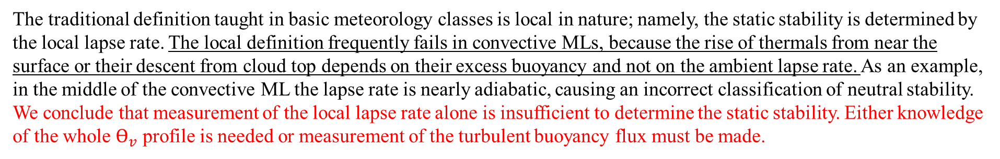 The traditional definition taught in basic meteorology classes is local in nature; namely, the static stability is determined by
the local lapse rate. The local definition frequently fails in convective MLs, because the rise of thermals from near the
surface or their descent from cloud top depends on their excess buoyancy and not on the ambient lapse rate. As an example,
in the middle of the convective ML the lapse rate is nearly adiabatic, causing an incorrect classification of neutral stability.
We conclude that measurement of the local lapse rate alone is insufficient to determine the static stability. Either knowledge
of the whole Θᵥ profile is needed or measurement of the turbulent buoyancy flux must be made.